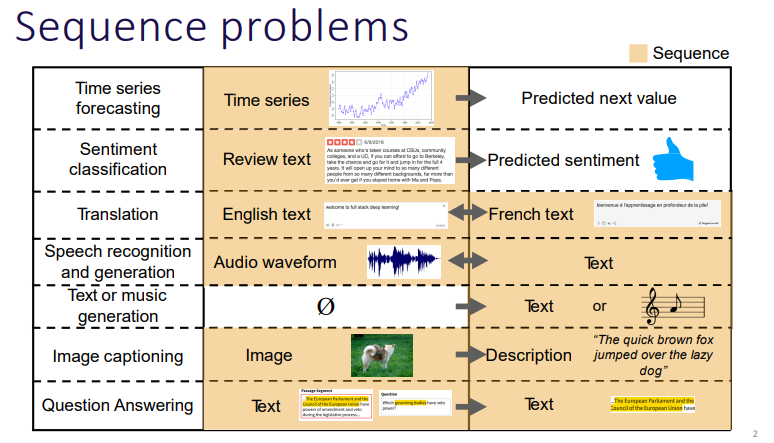 Sequence problems
Sequence
Time series
forecasting
Time series
Predicted next value
Sentiment
classification
Review text
6/9/2018
As someone who's taken courses at CSUs, community
colleges, and a UC, if you can afford to go to Berkeley,
take the chance and go for it and jump in for the full 4
years. It will open up your mind to so many different
people from so many different backgrounds, far more than
you'd ever get if you stayed home with Ma and Pops.
Predicted sentiment
Translation
English text
welcome to full stack deep learning!
French text
bienvenue à l'apprentissage en profondeur de la pile!
Speech recognition
and generation
Audio waveform
Text
Text or music
generation
Ø
Text or
Image captioning
Image
Description
“The quick brown fox
jumped over the lazy
dog”
Question Answering
Text
Passage Segment
...The European Parliament and the
Council of the European Union have
powers of amendment and veto
during the legislative process...
Question
Which governing bodies have veto
power?
Text
...The European Parliament and the
Council of the European Union have
2